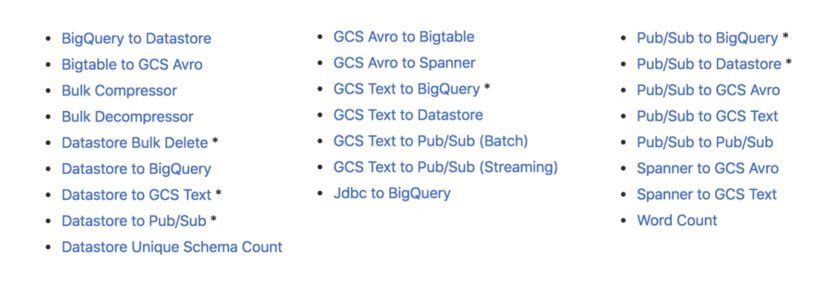 • BigQuery to Datastore
• Bigtable to GCS Avro
• Bulk Compressor
• Bulk Decompressor
• Datastore Bulk Delete *
• Datastore to BigQuery
• Datastore to GCS Text *
• Datastore to Pub/Sub *
• Datastore Unique Schema Count
• GCS Avro to Bigtable
• GCS Avro to Spanner
• GCS Text to BigQuery *
• GCS Text to Datastore
• GCS Text to Pub/Sub (Batch)
• GCS Text to Pub/Sub (Streaming)
• Jdbc to BigQuery
• Pub/Sub to BigQuery *
• Pub/Sub to Datastore *
• Pub/Sub to GCS Avro
• Pub/Sub to GCS Text
• Pub/Sub to Pub/Sub
• Spanner to GCS Avro
• Spanner to GCS Text
• Word Count